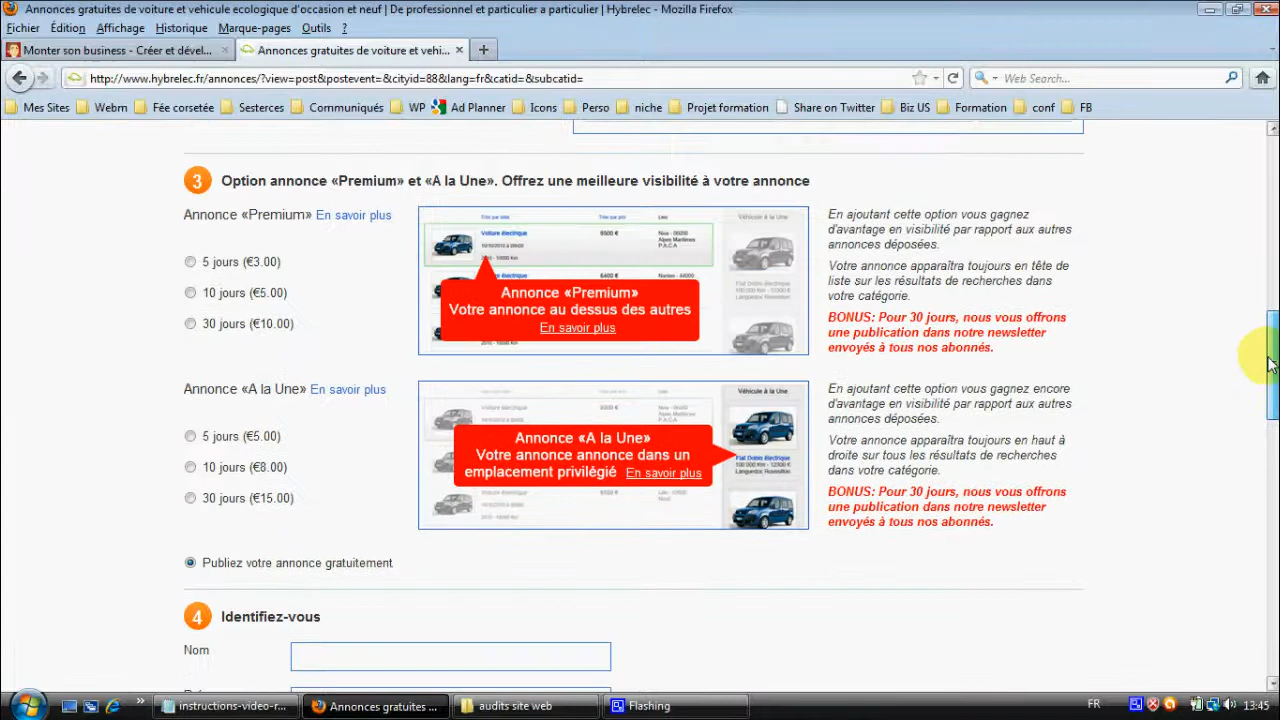 Annonces gratuites de voiture et vehicule ecologique d'occasion et neuf | De professionnel et particulier a particulier | Hybrelec - Mozilla Firefox
Fichier Édition Affichage Historique Marque-pages Outils ?
Monter son business - Créer et dével... Annonces gratuites de voiture et vehi...
http://www.hybrelec.fr/annonces/?view=post&postevent=&cityid=88&lang=fr&catid=&subcatid= Web Search...
Mes Sites Webm Fée corsetée Sesterces Communiqués WP Ad Planner Icons Perso niche Projet formation Share on Twitter Biz US Formation conf FB
3 Option annonce «Premium» et «A la Une». Offrez une meilleure visibilité à votre annonce
Annonce «Premium» En savoir plus
5 jours (€3.00)
10 jours (€5.00)
30 jours (€10.00)
Véhicule à la Une
Voiture électrique
Annonce «Premium»
Votre annonce au dessus des autres
En savoir plus
En ajoutant cette option vous gagnez
d'avantage en visibilité par rapport aux autres
annonces déposées.
Votre annonce apparaîtra toujours en tête de
liste sur les résultats de recherches dans
votre catégorie.
BONUS: Pour 30 jours, nous vous offrons
une publication dans notre newsletter
envoyés à tous nos abonnés.
Annonce «A la Une» En savoir plus
5 jours (€5.00)
10 jours (€8.00)
30 jours (€15.00)
Véhicule à la Une
Annonce «A la Une»
Votre annonce annonce dans un
emplacement privilégié En savoir plus
En ajoutant cette option vous gagnez encore
d'avantage en visibilité par rapport aux autres
annonces déposées.
Votre annonce apparaîtra toujours en haut à
droite sur tous les résultats de recherches
dans votre catégorie.
BONUS: Pour 30 jours, nous vous offrons
une publication dans notre newsletter
envoyés à tous nos abonnés.
Publiez votre annonce gratuitement
4 Identifiez-vous
Nom
instructions-video-r... Annonces gratuites ... audits site web Flashing FR 13:45